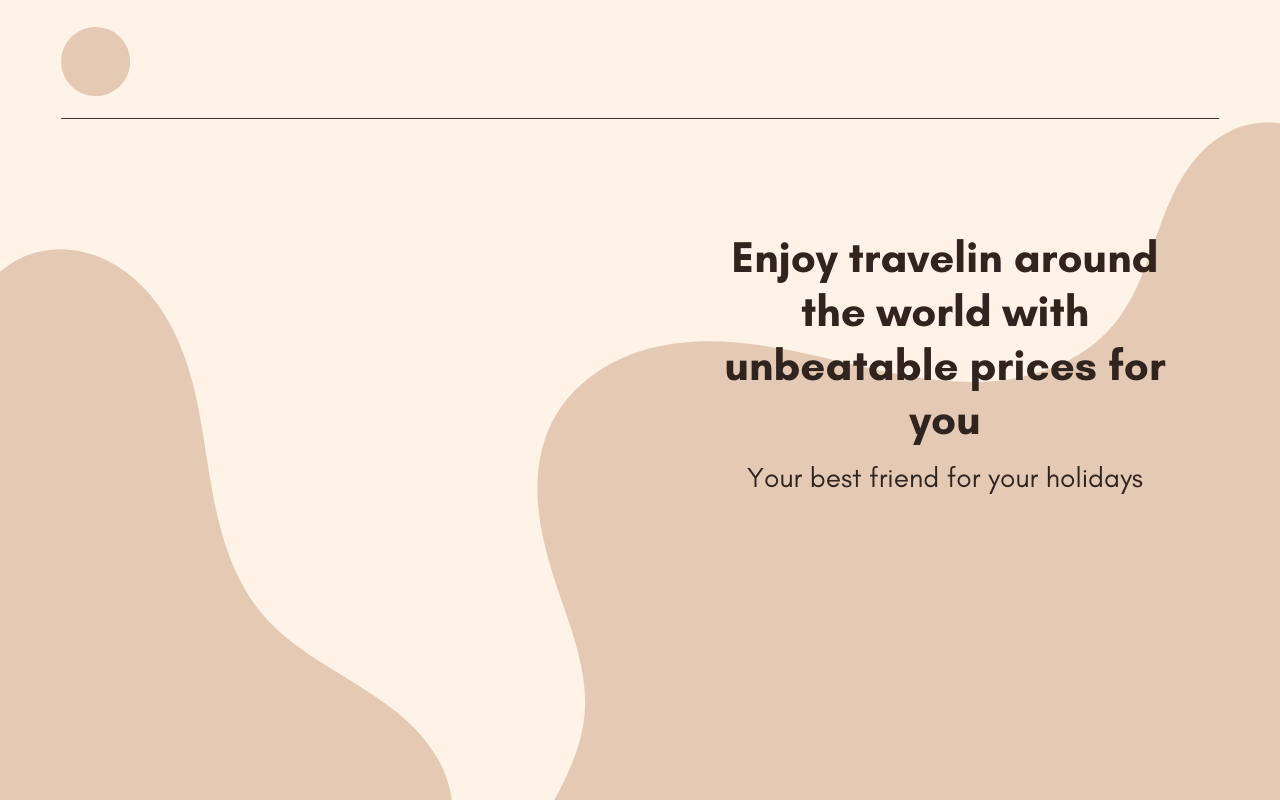 Enjoy travelin around
the world with
unbeatable prices for
you
Your best friend for your holidays